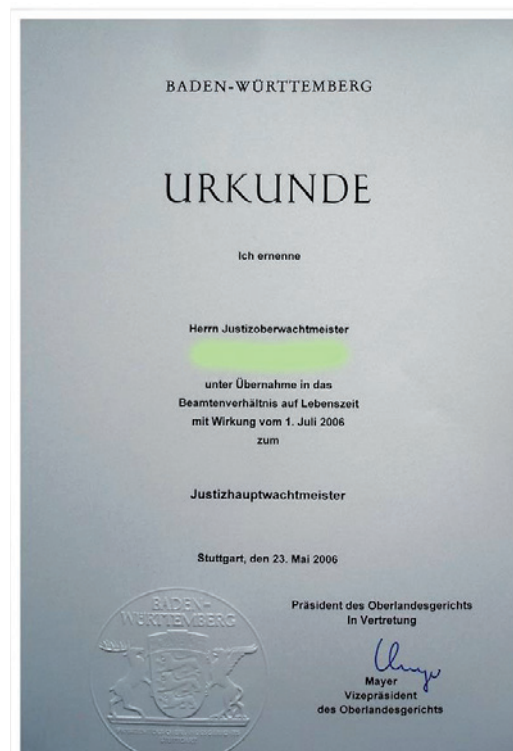 BADEN-WÜRTTEMBERG
URKUNDE
Ich ernenne
Herrn Justizoberwachtmeister
unter Übernahme in das
Beamtenverhältnis auf Lebenszeit
mit Wirkung vom 1. Juli 2006
zum
Justizhauptwachtmeister
Stuttgart, den 23. Mai 2006
BADEN-
WÜRTTEMBERG
Präsident des Oberlandesgerichts
In Vertretung
Mayer
Vizepräsident
des Oberlandesgerichts